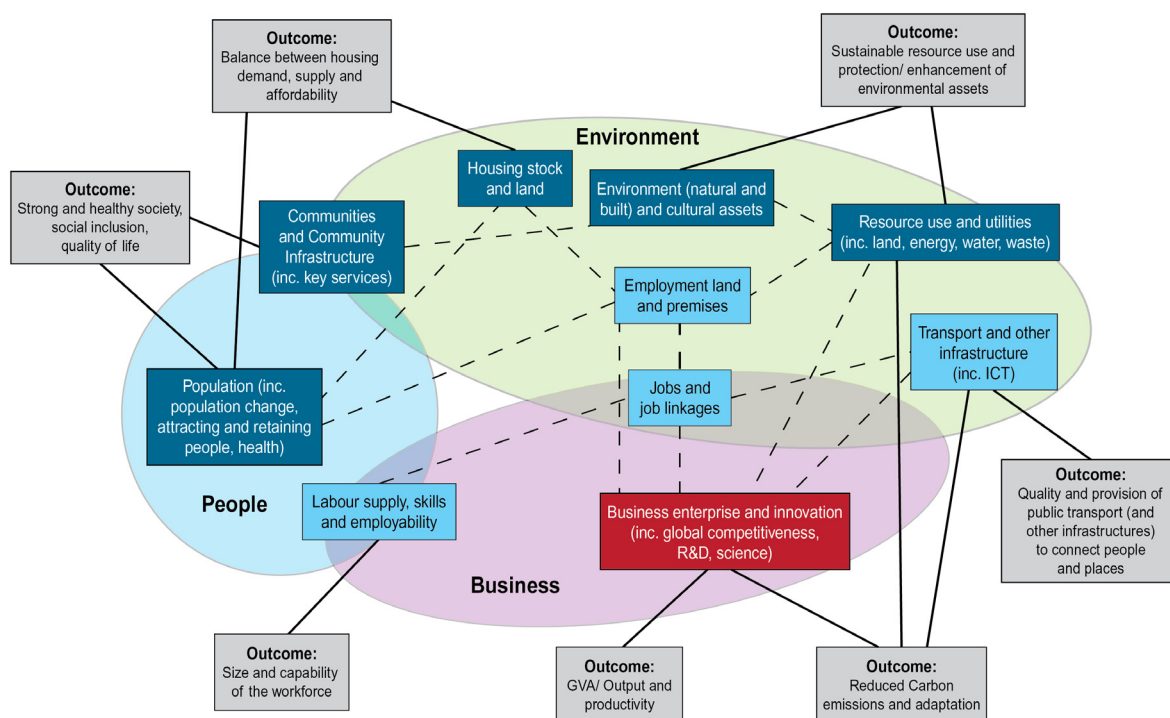 Outcome:
Balance between housing
demand, supply and
affordability
Outcome:
Sustainable resource use and
protection/ enhancement of
environmental assets
Environment
Housing stock
and land
Environment (natural and
built) and cultural assets
Outcome:
Strong and healthy society,
social inclusion,
quality of life
Communities
and Community
Infrastructure
(inc. key services)
Resource use and utilities
(inc. land, energy, water, waste)
Employment land
and premises
Transport and other
infrastructure
(inc. ICT)
Population (inc.
population change,
attracting and retaining
people, health)
Jobs and
job linkages
People
Labour supply, skills
and employability
Business enterprise and innovation
(inc. global competitiveness,
R&D, science)
Outcome:
Quality and provision of
public transport (and
other infrastructures)
to connect people
and places
Business
Outcome:
Size and capability
of the workforce
Outcome:
GVA/ Output and
productivity
Outcome:
Reduced Carbon
emissions and adaptation